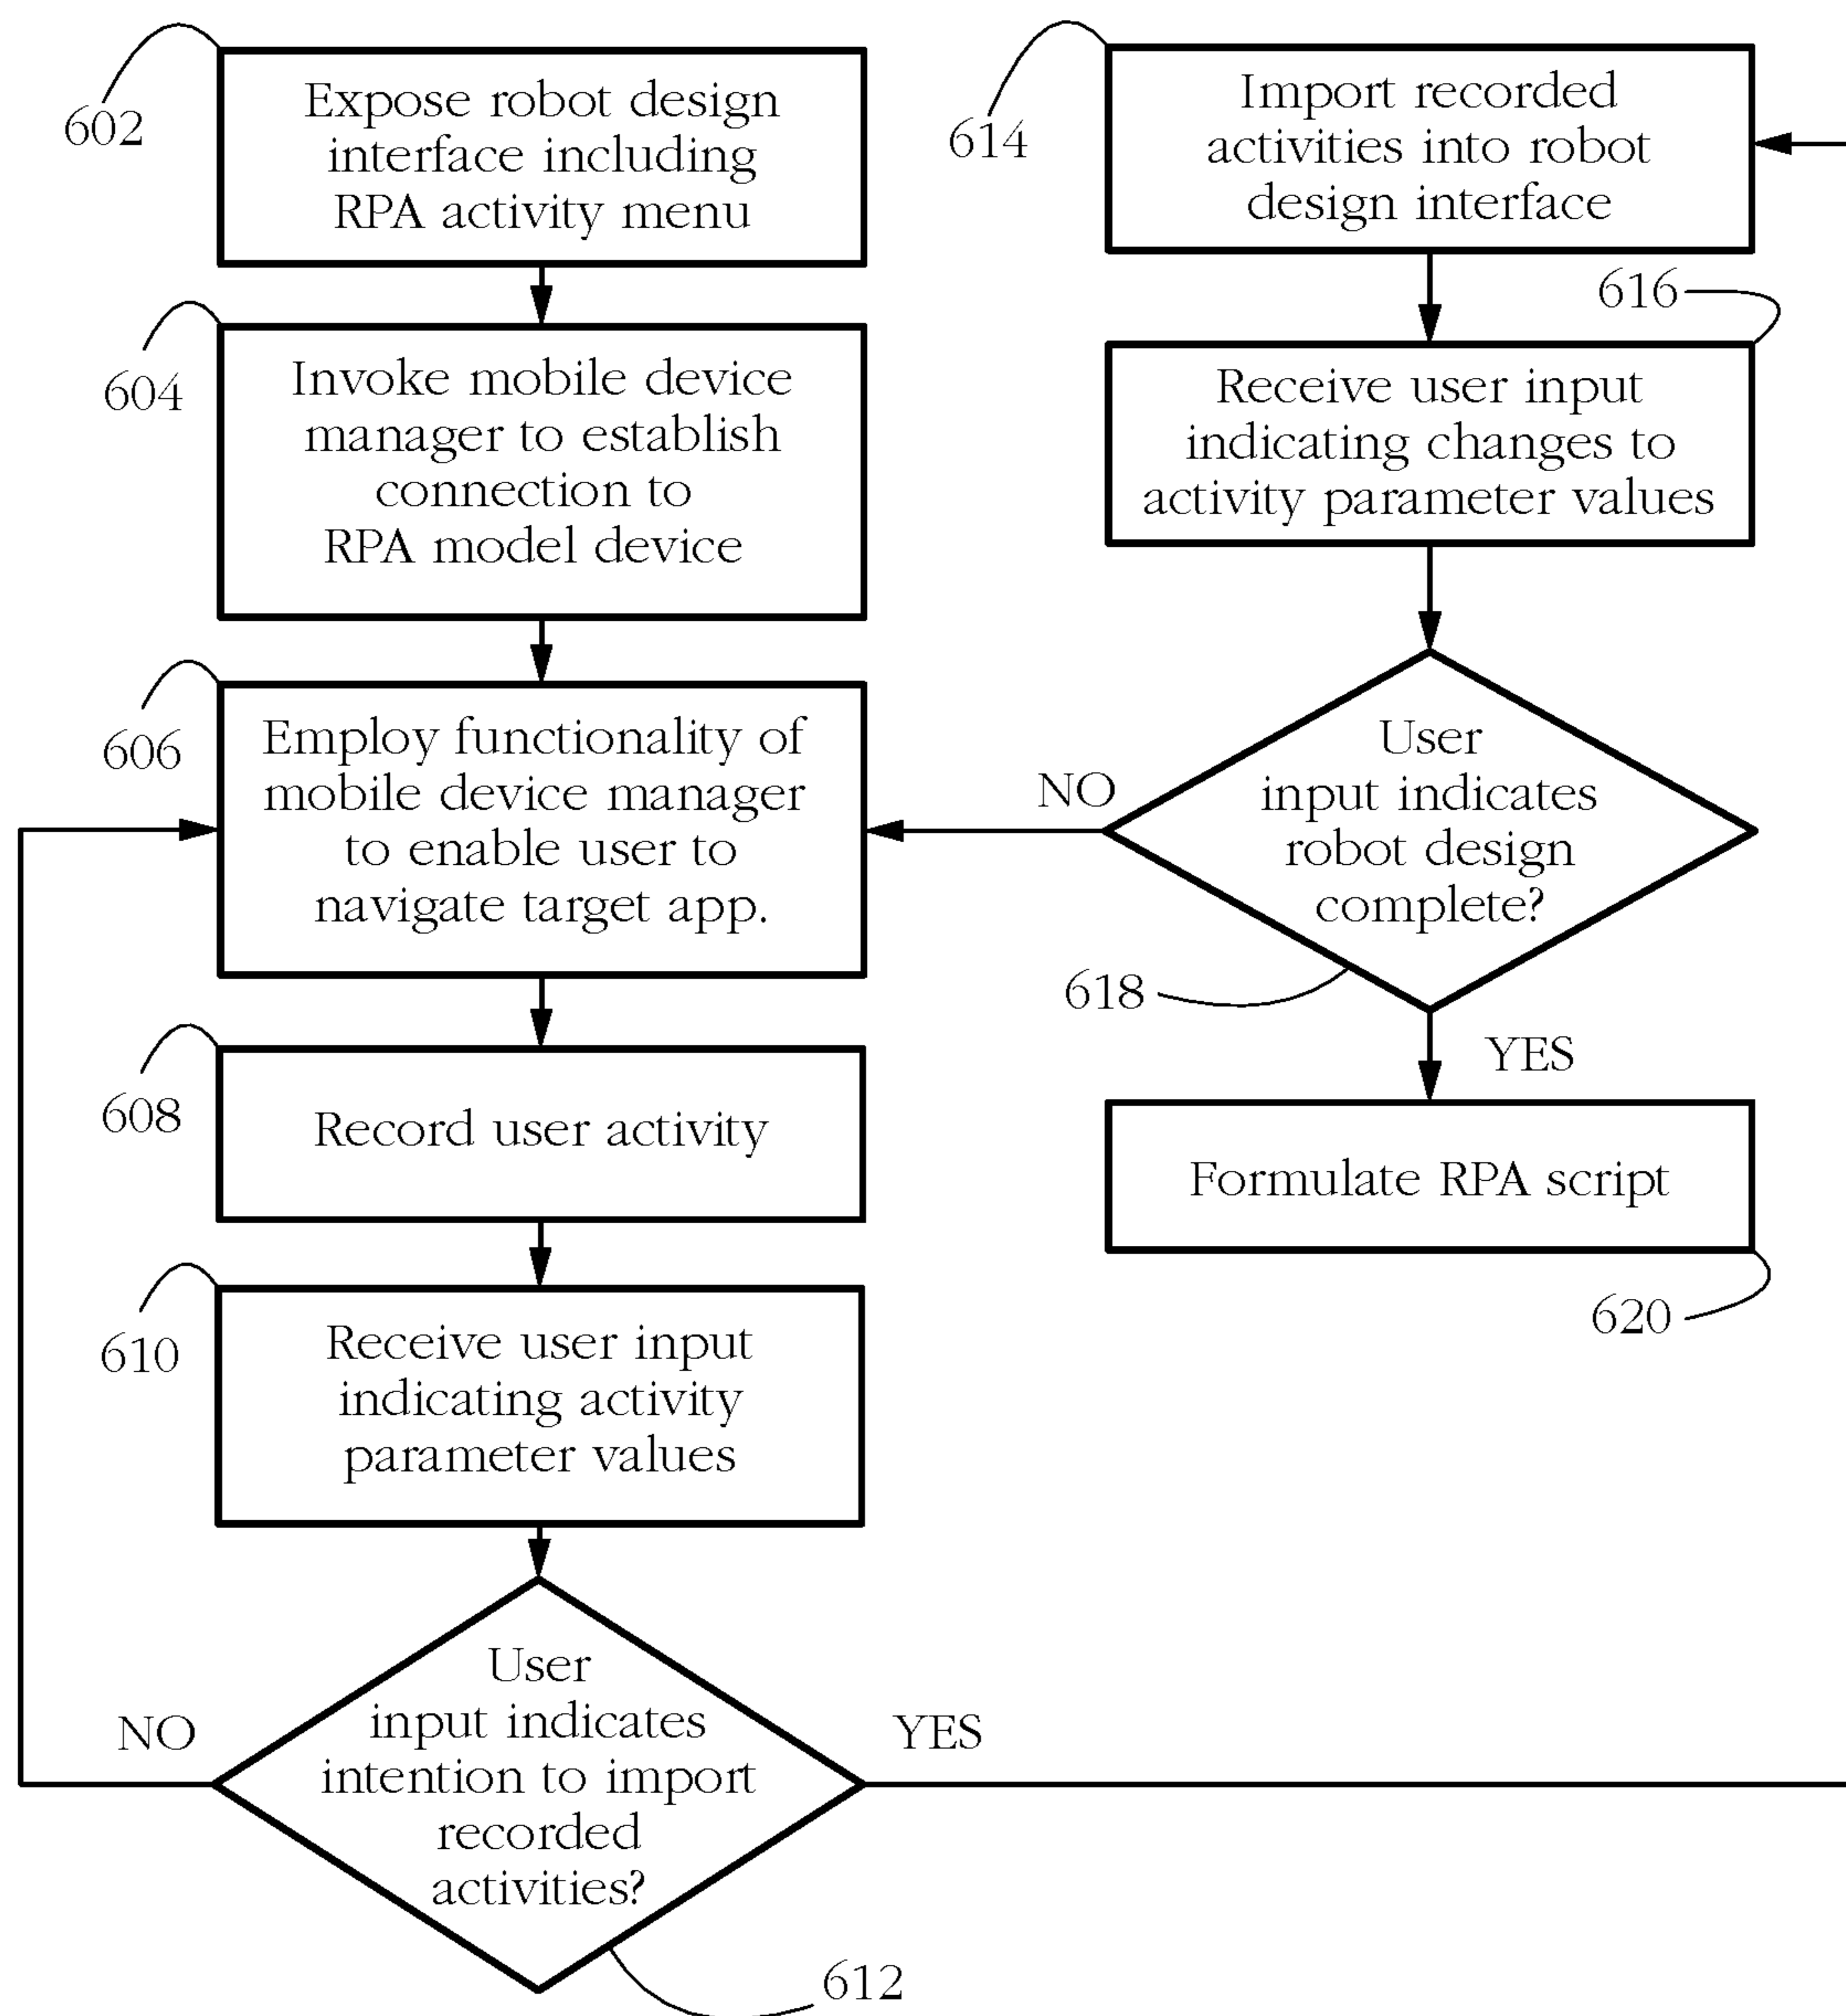 602
Expose robot design
interface including
RPA activity menu
604
Invoke mobile device
manager to establish
connection to
RPA model device
606
Employ functionality of
mobile device manager
to enable user to
navigate target app.
608
Record user activity
610
Receive user input
indicating activity
parameter values
User
input indicates
intention to import
recorded
activities?
NO
YES
612
614
Import recorded
activities into robot
design interface
616
Receive user input
indicating changes to
activity parameter values
User
input indicates
robot design
complete?
NO
618
YES
Formulate RPA script
620